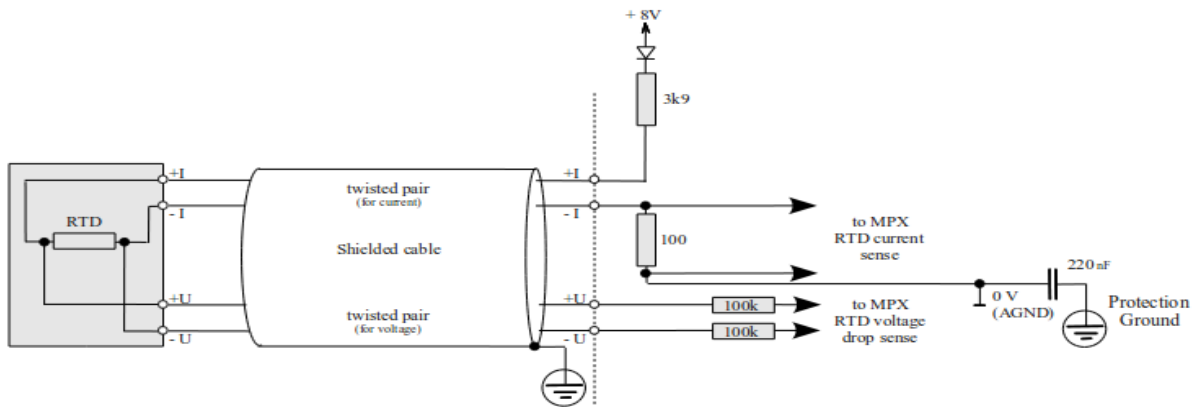 + 8V
3k9
+I
- I
RTD
+U
- U
twisted pair
(for current)
Shielded cable
twisted pair
(for voltage)
+I
- I
+U
- U
100
to MPX
RTD current
sense
100k
100k
to MPX
RTD voltage
drop sense
0 V
(AGND)
220 nF
Protection
Ground